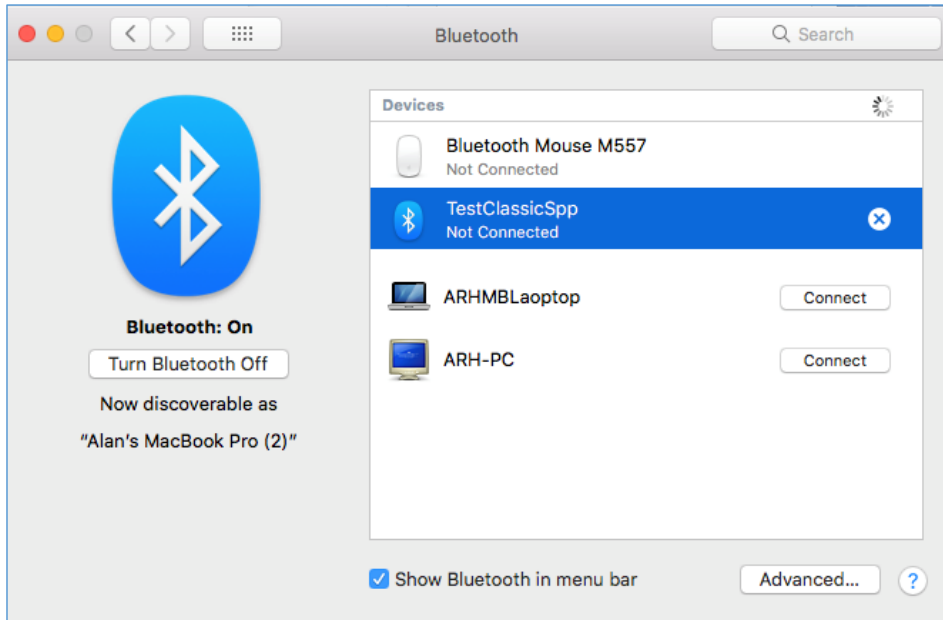 Bluetooth
Search
Devices
Bluetooth Mouse M557
Not Connected
TestClassicSpp
Not Connected
ARHMBLaoptop
Connect
ARH-PC
Connect
Bluetooth: On
Turn Bluetooth Off
Now discoverable as
“Alan’s MacBook Pro (2)”
Show Bluetooth in menu bar
Advanced...
?